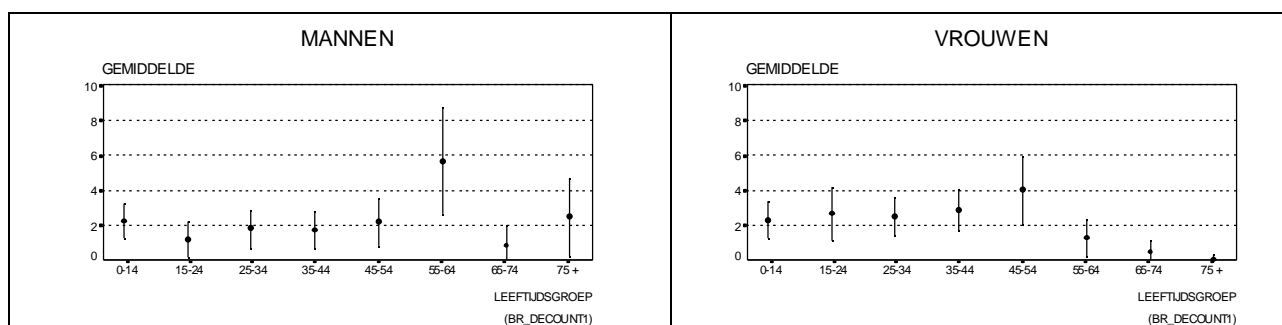 MANNEN
GEMIDDELDE
10
8
6
4
2
0
0-14 15-24 25-34 35-44 45-54 55-64 65-74 75 +
LEEFTIJDSGROEP
(BR_DECOUNT1)
VROUWEN
GEMIDDELDE
10
8
6
4
2
0
0-14 15-24 25-34 35-44 45-54 55-64 65-74 75 +
LEEFTIJDSGROEP
(BR_DECOUNT1)